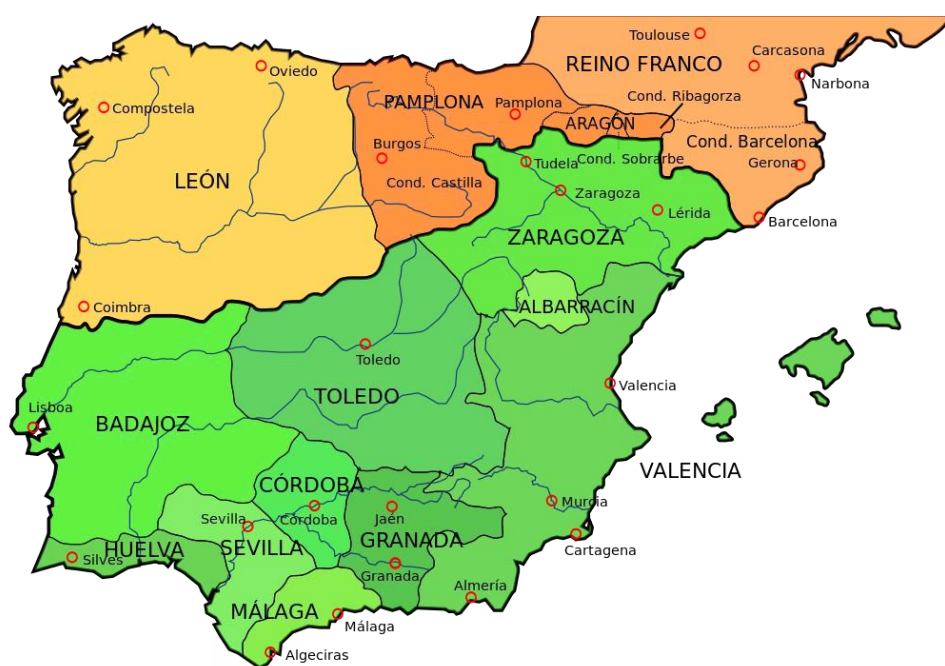 Toulouse
Carcasona
REINO FRANCO
Oviedo
Narbona
Cond. Ribagorza
PAMPLONA
Pamplona
Compostela
ARAGÓN
Burgos
Cond. Barcelona
Tudela
Cond. Sobrarbe
Gerona
LEÓN
Cond. Castilla
Zaragoza
Lérida
Barcelona
ZARAGOZA
Coimbra
ALBARRACÍN
Toledo
Valencia
TOLEDO
Lisboa
BADAJOZ
VALENCIA
CÓRDOBA
Murcia
Sevilla
Córdoba
Jaén
GRANADA
HUELVA
SEVILLA
Cartagena
Silves
Granada
Almería
MÁLAGA
Málaga
Algeciras